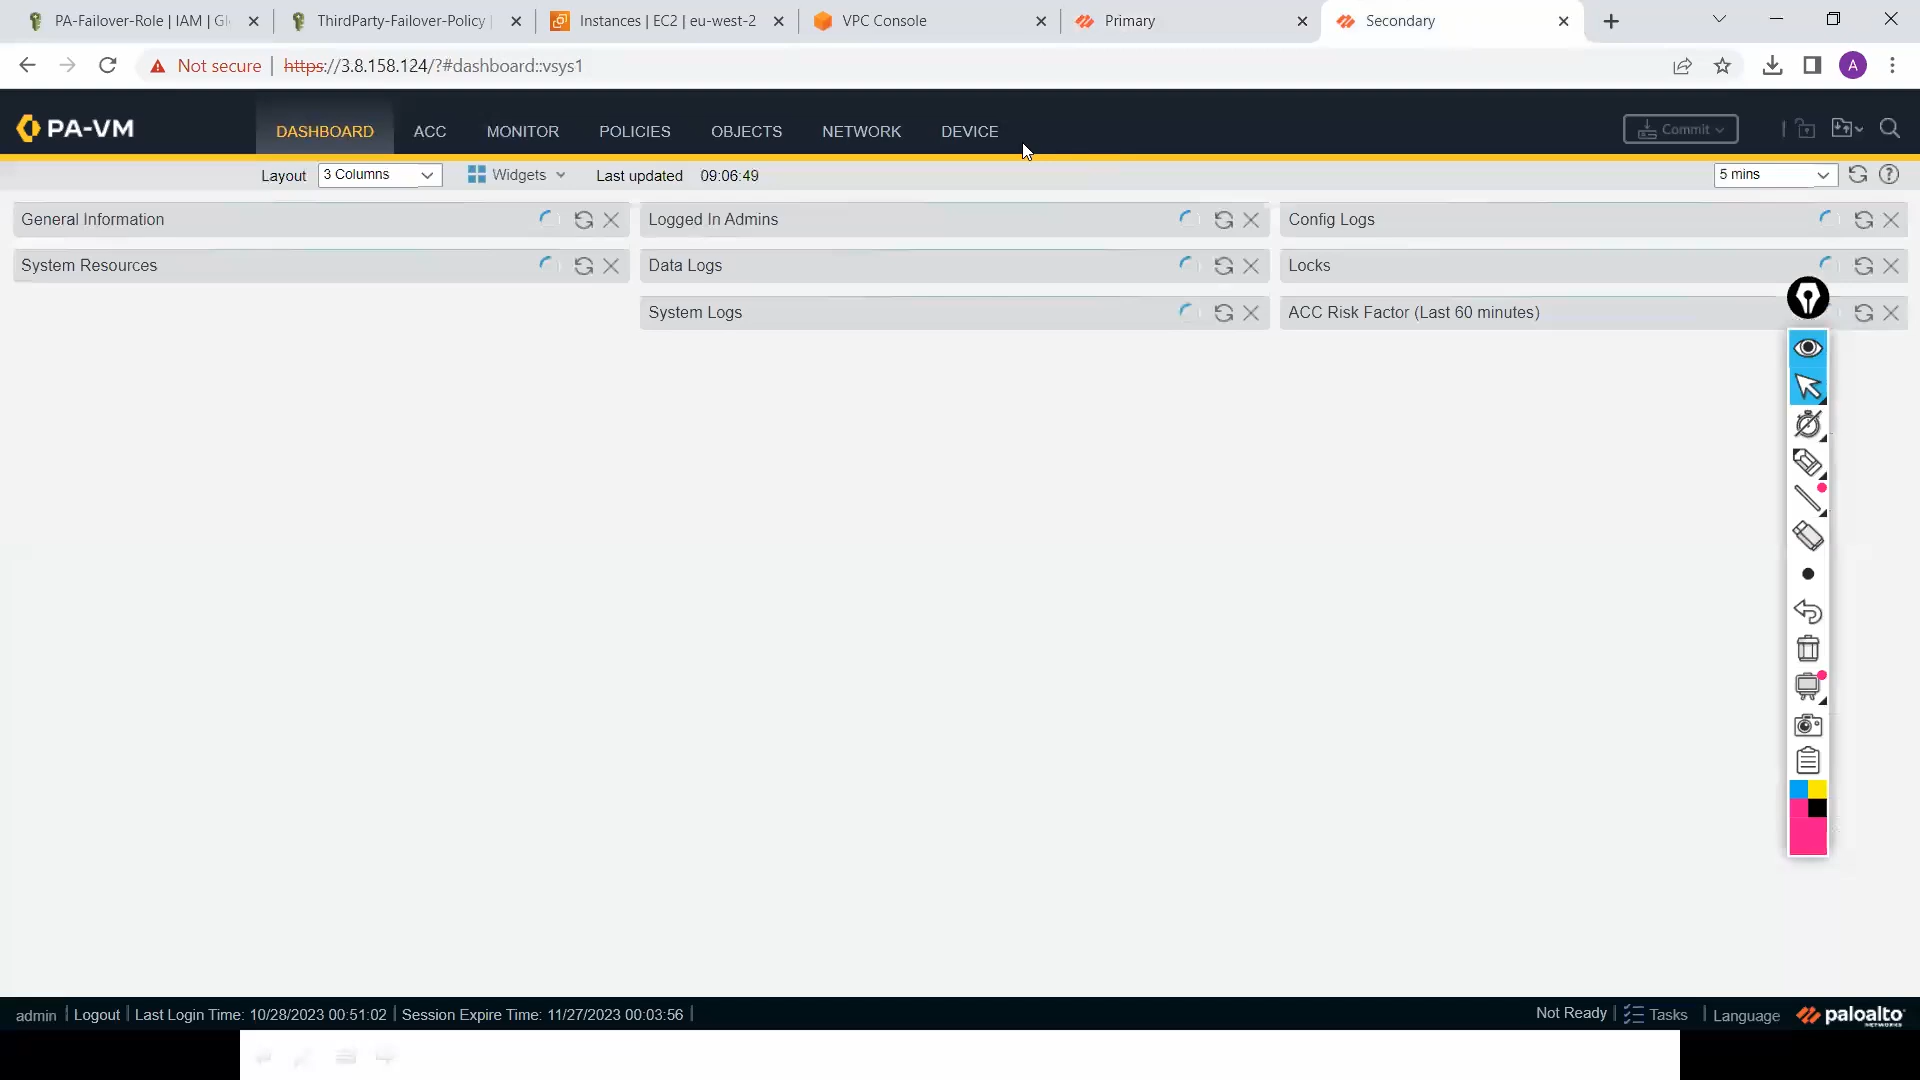 PA-Failover-Role | IAM | Gl
ThirdParty-Failover-Policy
Instances | EC2 | eu-west-2
VPC Console
Primary
Secondary
Not secure
https://3.8.158.124/?#dashboard::vsys1
A
PA-VM
DASHBOARD
ACC
MONITOR
POLICIES
OBJECTS
NETWORK
DEVICE
Commit
Layout
3 Columns
Widgets
Last updated 09:06:49
5 mins
General Information
Logged In Admins
Config Logs
System Resources
Data Logs
Locks
System Logs
ACC Risk Factor (Last 60 minutes)
admin | Logout | Last Login Time: 10/28/2023 00:51:02 | Session Expire Time: 11/27/2023 00:03:56 |
Not Ready | Tasks | Language
paloalto
NETWORKS